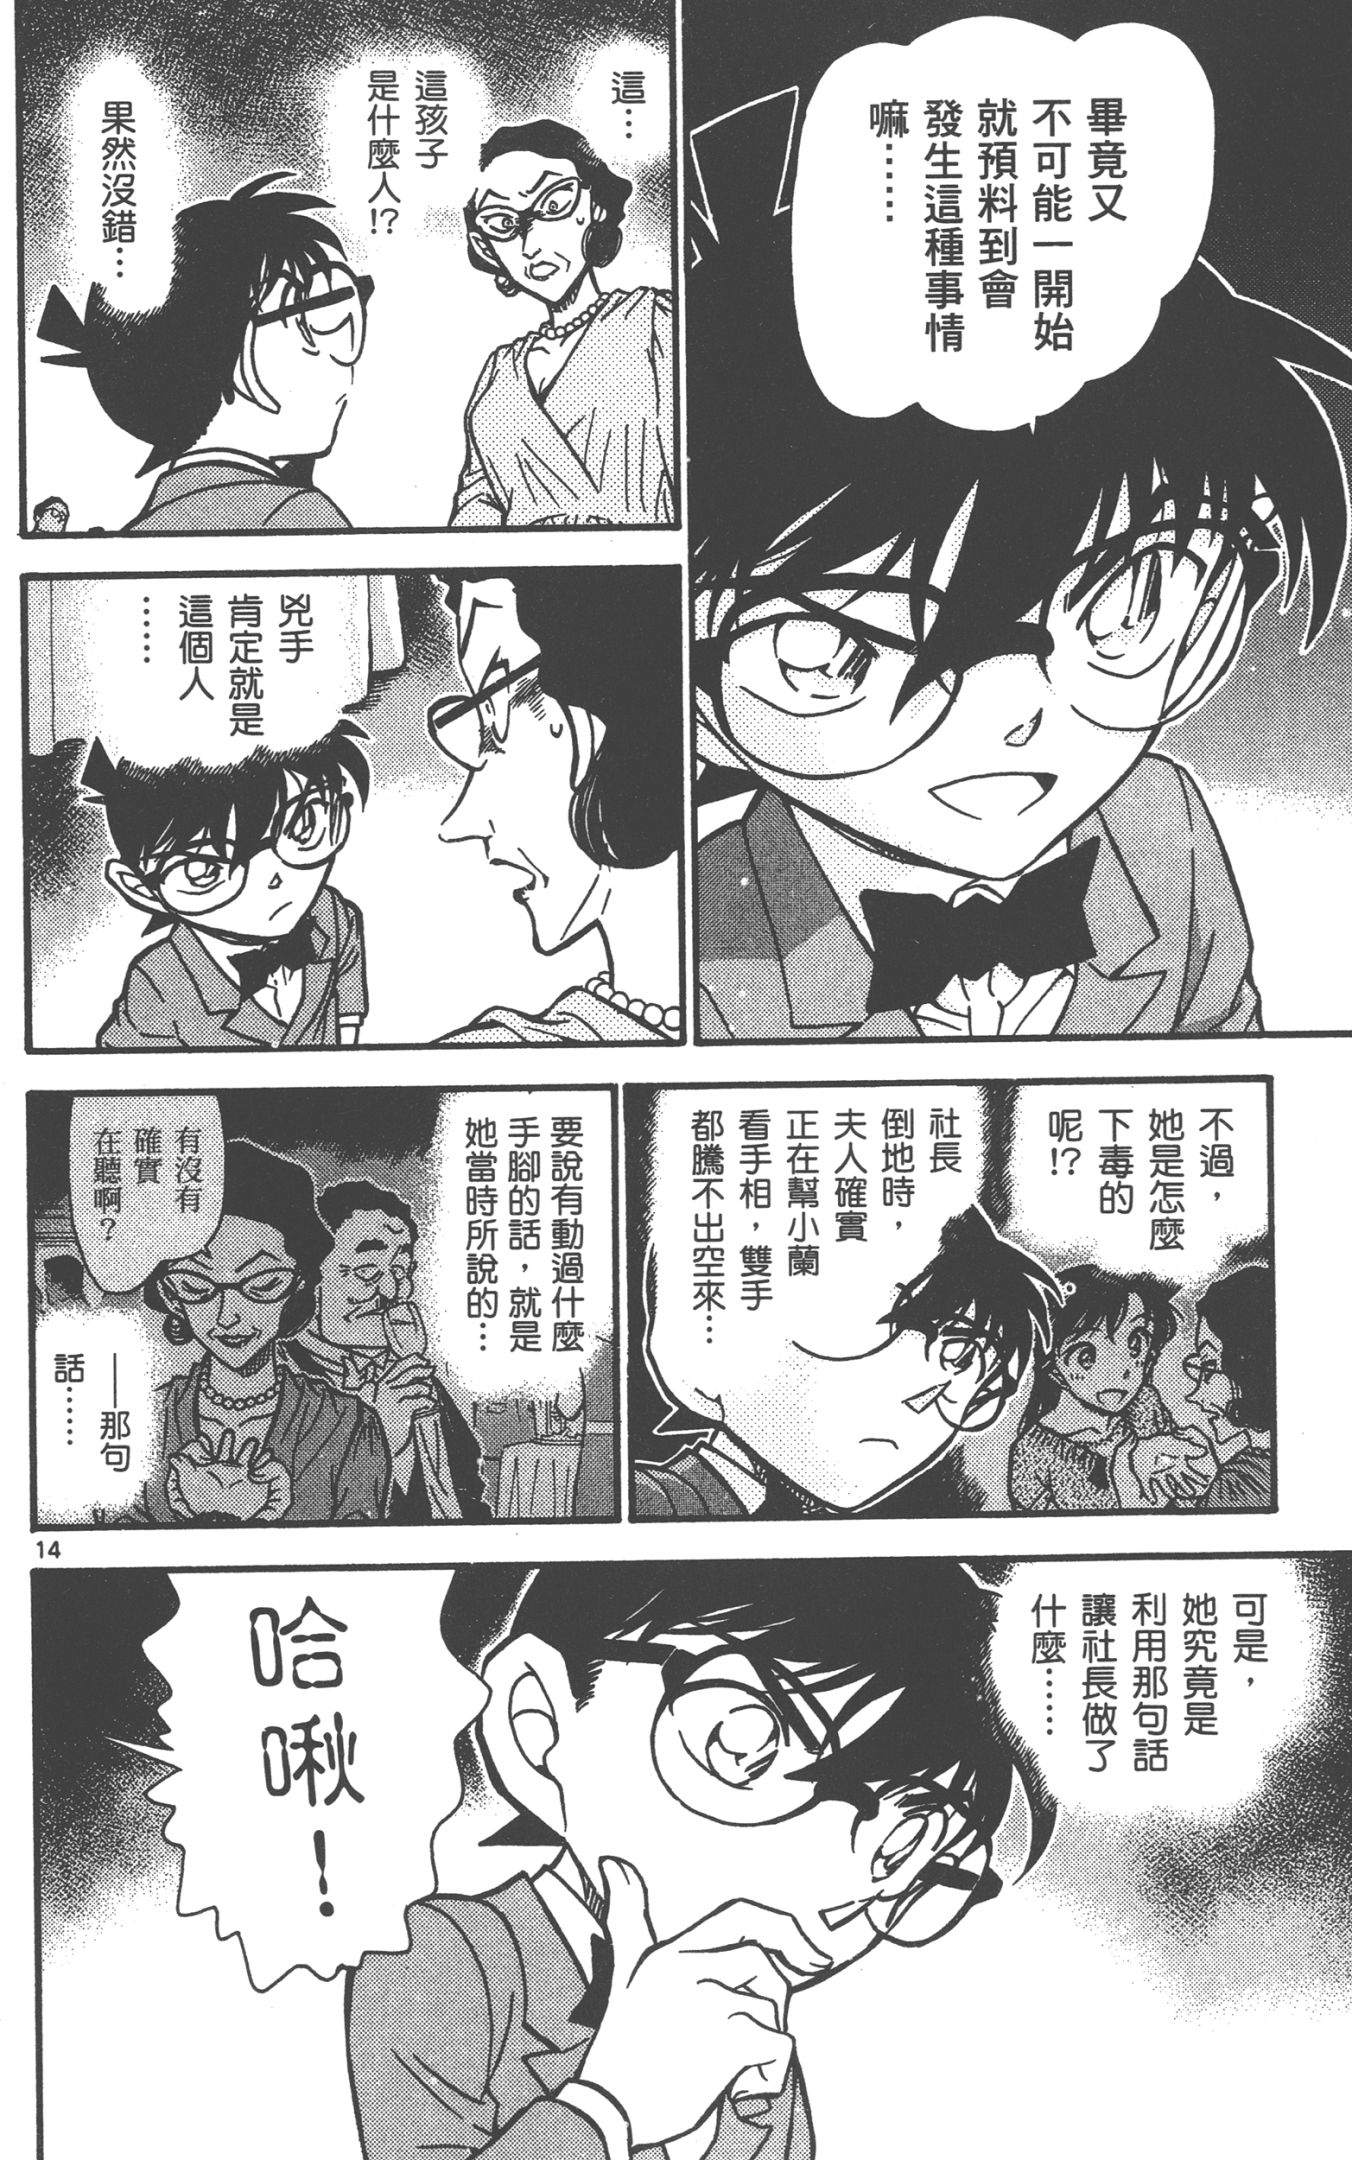 畢竟又
不可能一開始
就預料到會
發生這種事情
嘛……
這…
這孩子
是什麼人!?
果然沒錯…
兇手
肯定就是
這個人
……
不過，
她是怎麼
下毒的
呢!?
社長
倒地時，
夫人確實
正在幫小蘭
看手相，雙手
都騰不出空來…
要說有動過什麼
手腳的話，就是
她當時所說的…
有沒有
確實
在聽啊？
——那句
話……
可是，
她究竟是
利用那句話
讓社長做了
什麼……
哈啾！
14